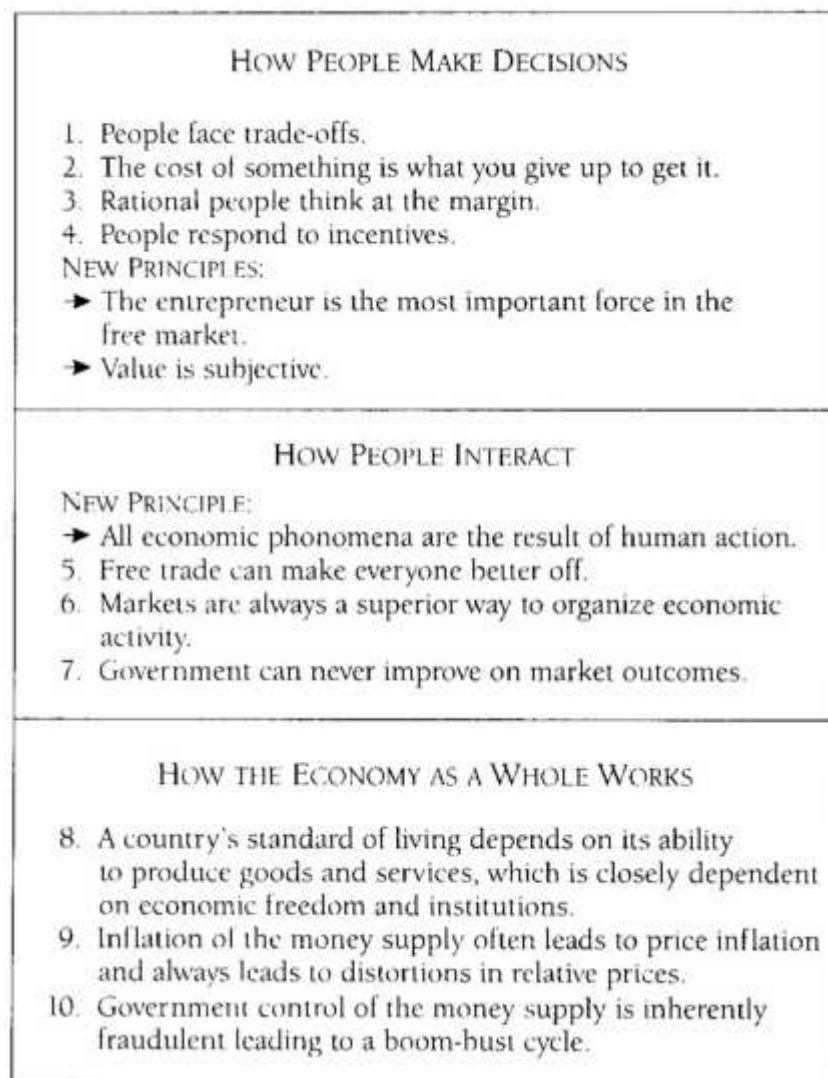 HOW PEOPLE MAKE DECISIONS
1. People face trade-offs.
2. The cost of something is what you give up to get it.
3. Rational people think at the margin.
4. People respond to incentives.
NEW PRINCIPLES:
➔ The entrepreneur is the most important force in the
free market.
➔ Value is subjective.
HOW PEOPLE INTERACT
NEW PRINCIPLE:
➔ All economic phonomena are the result of human action.
5. Free trade can make everyone better off.
6. Markets are always a superior way to organize economic
activity.
7. Government can never improve on market outcomes.
HOW THE ECONOMY AS A WHOLE WORKS
8. A country's standard of living depends on its ability
to produce goods and services, which is closely dependent
on economic freedom and institutions.
9. Inflation of the money supply often leads to price inflation
and always leads to distortions in relative prices.
10. Government control of the money supply is inherently
fraudulent leading to a boom-bust cycle.